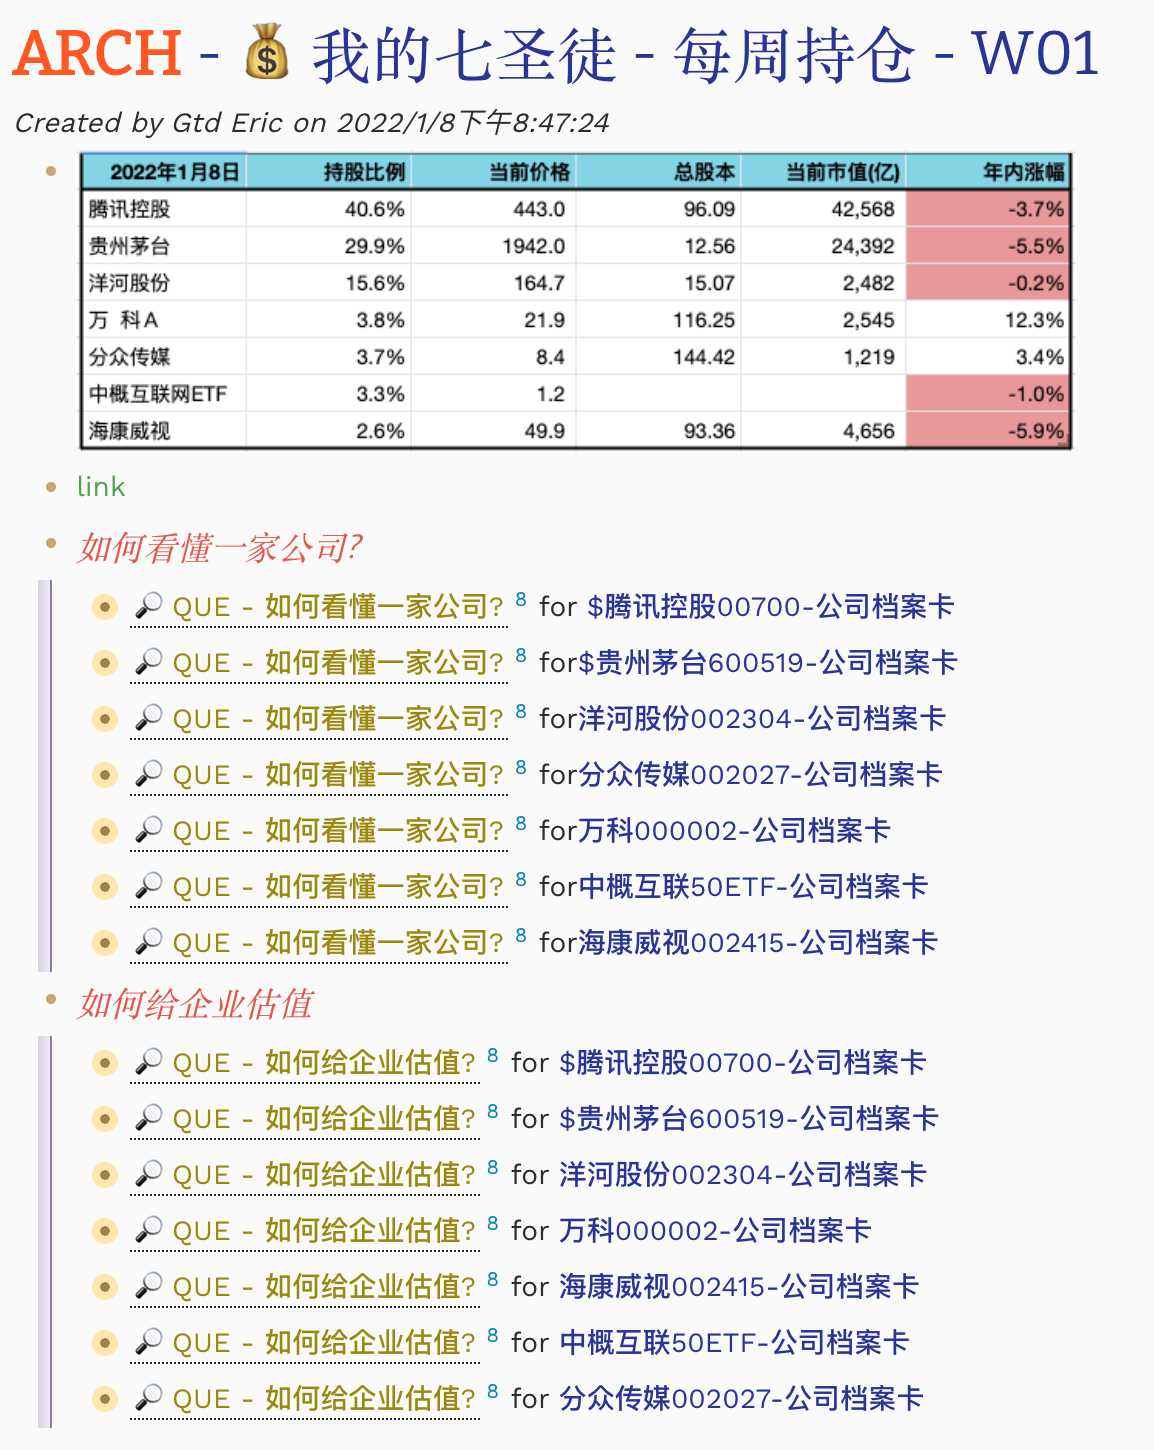 ARCH - 💰 我的七圣徒 - 每周持仓 - W01
Created by Gtd Eric on 2022/1/8下午8:47:24
2022年1月8日 持股比例 当前价格 总股本 当前市值(亿) 年内涨幅
腾讯控股 40.6% 443.0 96.09 42,568 -3.7%
贵州茅台 29.9% 1942.0 12.56 24,392 -5.5%
洋河股份 15.6% 164.7 15.07 2,482 -0.2%
万 科A 3.8% 21.9 116.25 2,545 12.3%
分众传媒 3.7% 8.4 144.42 1,219 3.4%
中概互联网ETF 3.3% 1.2 -1.0%
海康威视 2.6% 49.9 93.36 4,656 -5.9%
link
如何看懂一家公司?
🔎 QUE - 如何看懂一家公司? 8 for $腾讯控股00700-公司档案卡
🔎 QUE - 如何看懂一家公司? 8 for$贵州茅台600519-公司档案卡
🔎 QUE - 如何看懂一家公司? 8 for洋河股份002304-公司档案卡
🔎 QUE - 如何看懂一家公司? 8 for分众传媒002027-公司档案卡
🔎 QUE - 如何看懂一家公司? 8 for万科000002-公司档案卡
🔎 QUE - 如何看懂一家公司? 8 for中概互联50ETF-公司档案卡
🔎 QUE - 如何看懂一家公司? 8 for海康威视002415-公司档案卡
如何给企业估值
🔎 QUE - 如何给企业估值? 8 for $腾讯控股00700-公司档案卡
🔎 QUE - 如何给企业估值? 8 for $贵州茅台600519-公司档案卡
🔎 QUE - 如何给企业估值? 8 for 洋河股份002304-公司档案卡
🔎 QUE - 如何给企业估值? 8 for 万科000002-公司档案卡
🔎 QUE - 如何给企业估值? 8 for 海康威视002415-公司档案卡
🔎 QUE - 如何给企业估值? 8 for 中概互联50ETF-公司档案卡
🔎 QUE - 如何给企业估值? 8 for 分众传媒002027-公司档案卡